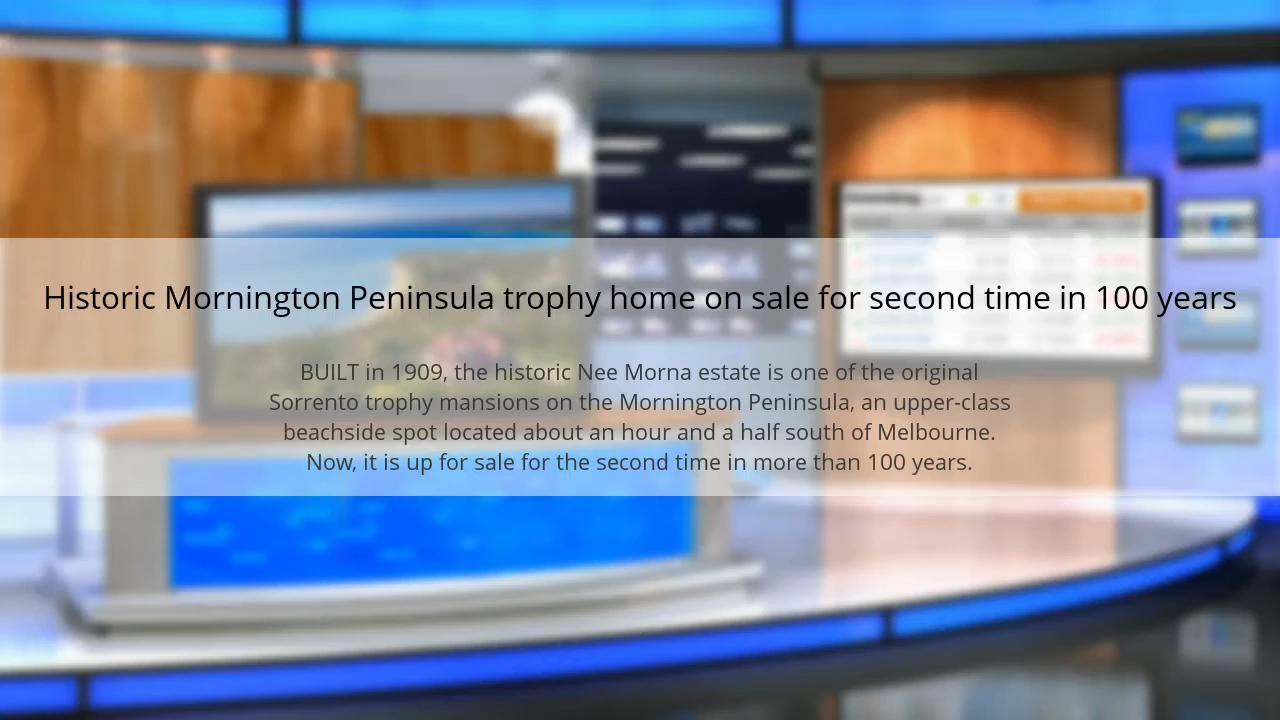 Historic Mornington Peninsula trophy home on sale for second time in 100 years
BUILT in 1909, the historic Nee Morna estate is one of the original
Sorrento trophy mansions on the Mornington Peninsula, an upper-class
beachside spot located about an hour and a half south of Melbourne.
Now, it is up for sale for the second time in more than 100 years.